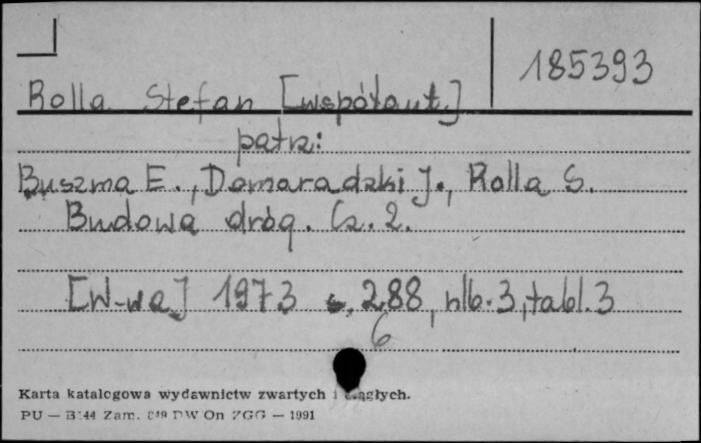 185393
Rolla Stefan [współaut.]
patrz:
Buszma E., Domaradzki J., Rolla S.
Budowa dróg. Cz. 2.
[W-wa] 1973 s. 288, nlb. 3, tabl. 3
6
Karta katalogowa wydawnictw zwartych i ciągłych.
PU — B/44 Zam. DW On ZGG — 1991